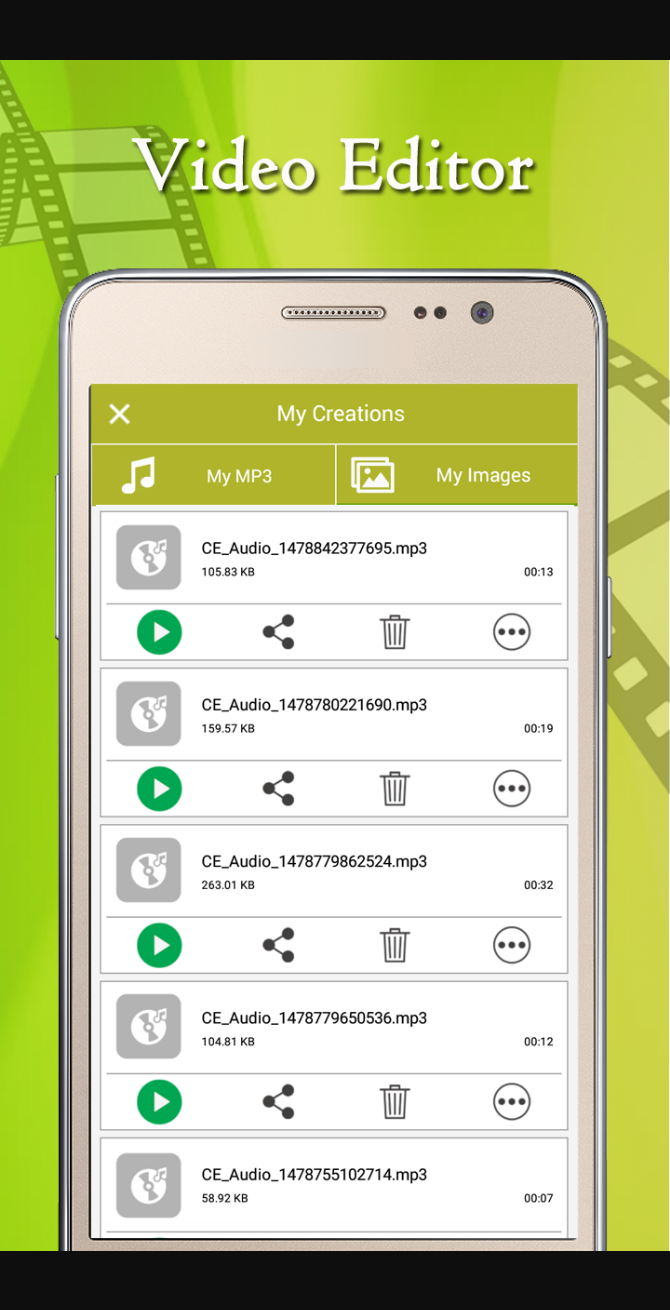 Video Editor
My Creations
My MP3
My Images
CE_Audio_1478842377695.mp3
105.83 KB
00:13
CE_Audio_1478780221690.mp3
159.57 KB
00:19
CE_Audio_1478779862524.mp3
263.01 KB
00:32
CE_Audio_1478779650536.mp3
104.81 KB
00:12
CE_Audio_1478755102714.mp3
58.92 KB
00:07